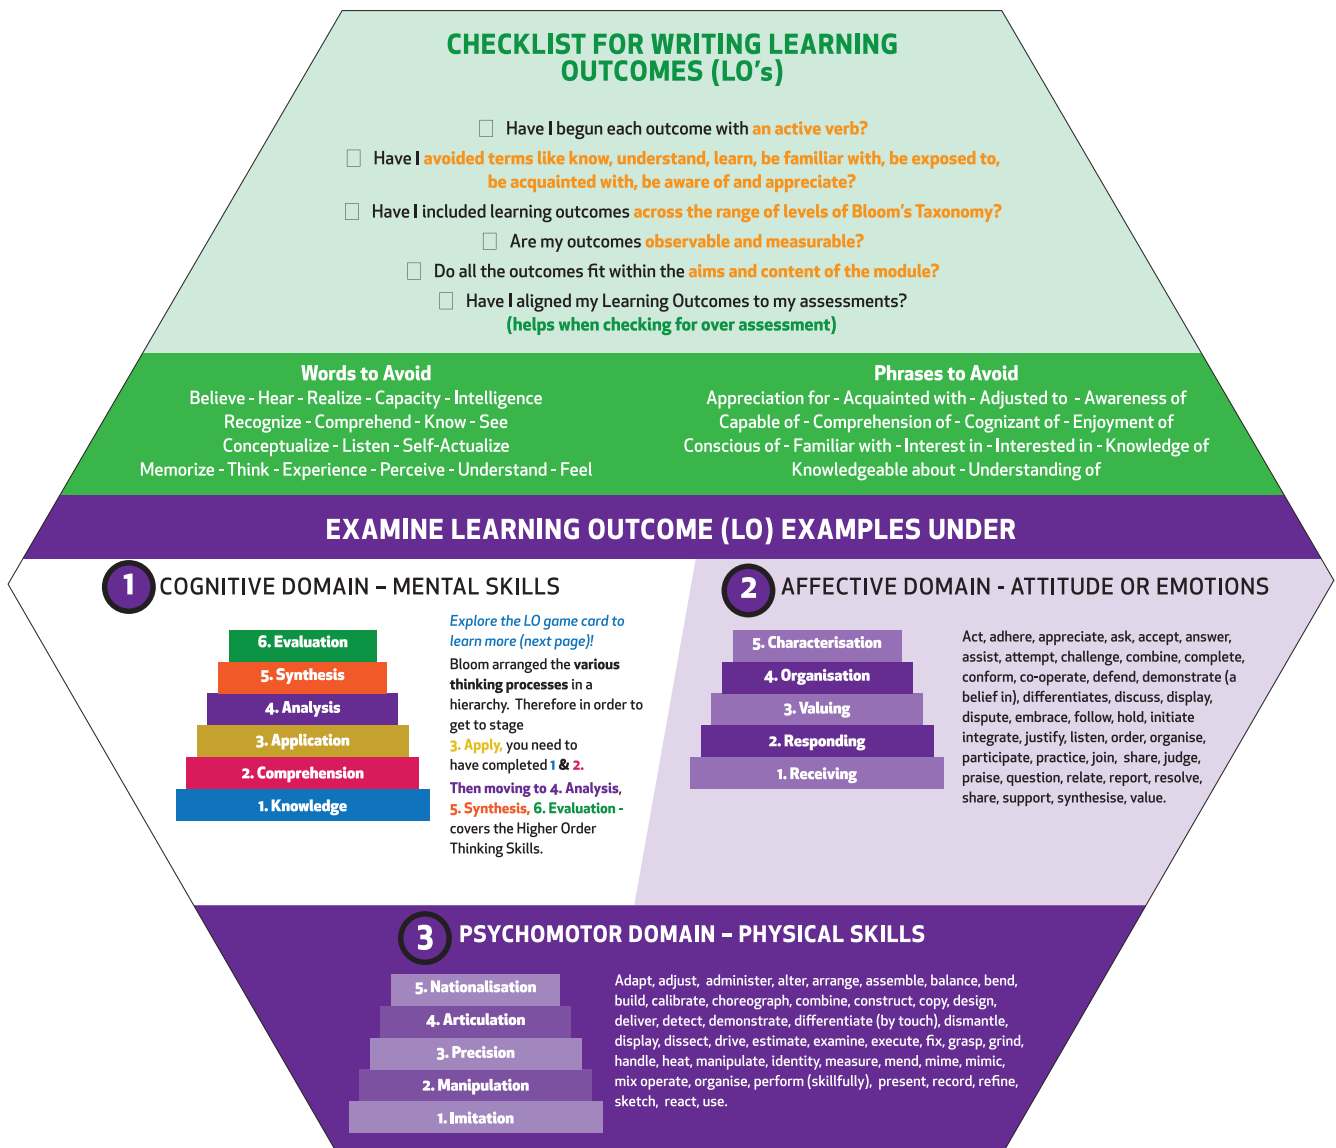 CHECKLIST FOR WRITING LEARNING
OUTCOMES (LO's)
Have I begun each outcome with an active verb?
Have I avoided terms like know, understand, learn, be familiar with, be exposed to,
be acquainted with, be aware of and appreciate?
Have I included learning outcomes across the range of levels of Bloom's Taxonomy?
Are my outcomes observable and measurable?
Do all the outcomes fit within the aims and content of the module?
Have I aligned my Learning Outcomes to my assessments?
(helps when checking for over assessment)
Words to Avoid
Believe - Hear - Realize - Capacity - Intelligence
Recognize - Comprehend - Know - See
Conceptualize - Listen - Self-Actualize
Memorize - Think - Experience - Perceive - Understand - Feel
Phrases to Avoid
Appreciation for - Acquainted with - Adjusted to - Awareness of
Capable of - Comprehension of - Cognizant of - Enjoyment of
Conscious of - Familiar with - Interest in - Interested in - Knowledge of
Knowledgeable about - Understanding of
EXAMINE LEARNING OUTCOME (LO) EXAMPLES UNDER
1 COGNITIVE DOMAIN – MENTAL SKILLS
6. Evaluation
5. Synthesis
4. Analysis
3. Application
2. Comprehension
1. Knowledge
Explore the LO game card to
learn more (next page)!
Bloom arranged the various
thinking processes in a
hierarchy. Therefore in order to
get to stage
3. Apply, you need to
have completed 1 & 2.
Then moving to 4. Analysis,
5. Synthesis, 6. Evaluation -
covers the Higher Order
Thinking Skills.
2 AFFECTIVE DOMAIN - ATTITUDE OR EMOTIONS
5. Characterisation
4. Organisation
3. Valuing
2. Responding
1. Receiving
Act, adhere, appreciate, ask, accept, answer,
assist, attempt, challenge, combine, complete,
conform, co-operate, defend, demonstrate (a
belief in), differentiates, discuss, display,
dispute, embrace, follow, hold, initiate
integrate, justify, listen, order, organise,
participate, practice, join, share, judge,
praise, question, relate, report, resolve,
share, support, synthesise, value.
3 PSYCHOMOTOR DOMAIN – PHYSICAL SKILLS
5. Nationalisation
4. Articulation
3. Precision
2. Manipulation
1. Imitation
Adapt, adjust, administer, alter, arrange, assemble, balance, bend,
build, calibrate, choreograph, combine, construct, copy, design,
deliver, detect, demonstrate, differentiate (by touch), dismantle,
display, dissect, drive, estimate, examine, execute, fix, grasp, grind,
handle, heat, manipulate, identity, measure, mend, mime, mimic,
mix operate, organise, perform (skillfully), present, record, refine,
sketch, react, use.